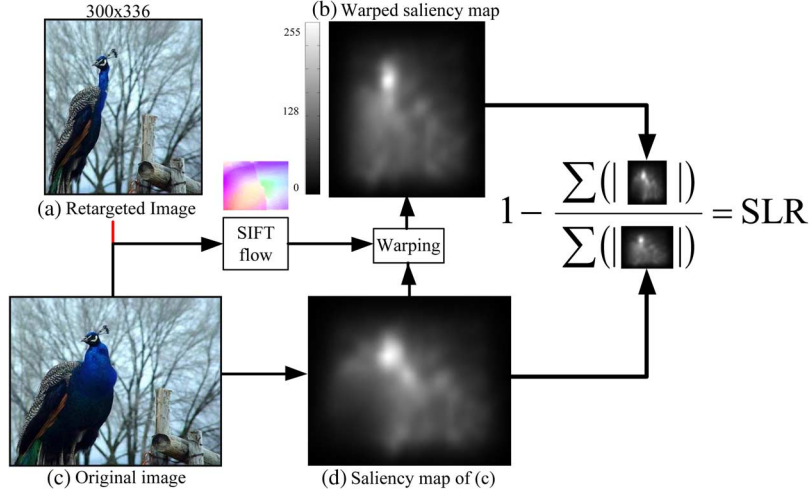 300x336
(a) Retargeted Image
(b) Warped saliency map
255
128
0
SIFT
flow
Warping
1 - ∑(| |) / ∑(| |) = SLR
(c) Original image
(d) Saliency map of (c)